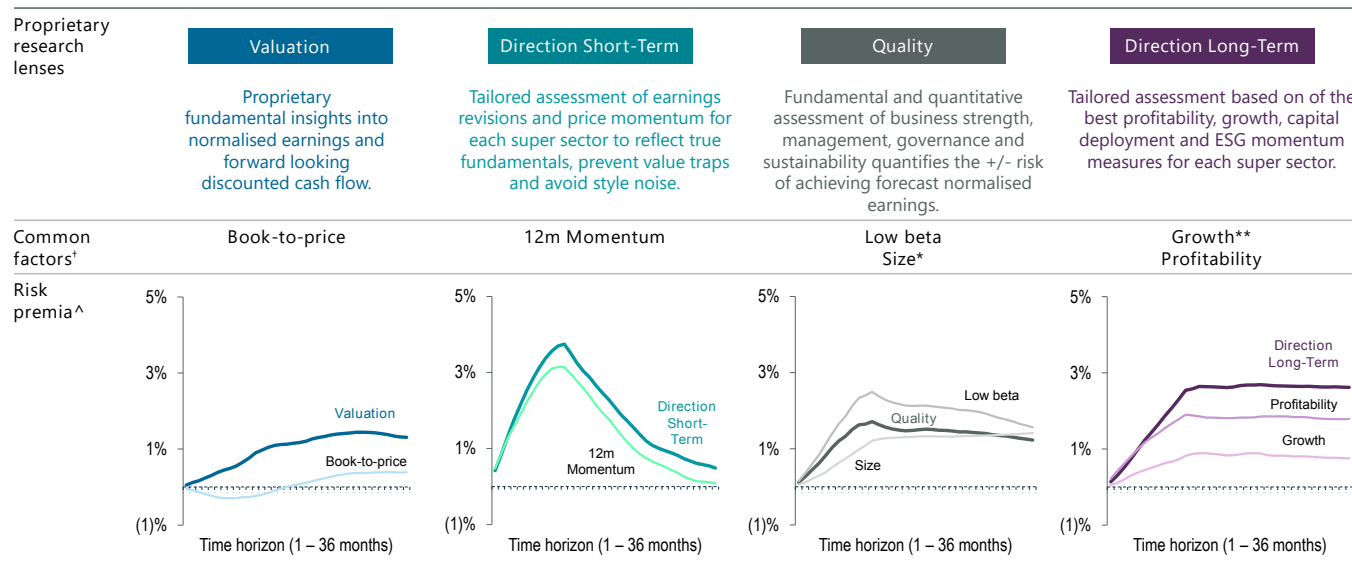 Proprietary
research
lenses
Valuation
Direction Short-Term
Quality
Direction Long-Term
Proprietary
fundamental insights into
normalised earnings and
forward looking
discounted cash flow.
Tailored assessment of earnings
revisions and price momentum for
each super sector to reflect true
fundamentals, prevent value traps
and avoid style noise.
Fundamental and quantitative
assessment of business strength,
management, governance and
sustainability quantifies the +/- risk
of achieving forecast normalised
earnings.
Tailored assessment based on of the
best profitability, growth, capital
deployment and ESG momentum
measures for each super sector.
Common
factors†
Book-to-price
12m Momentum
Low beta
Size*
Growth**
Profitability
Risk
premia^
5%
3%
1%
(1)%
Valuation
Book-to-price
Time horizon (1 – 36 months)
5%
3%
1%
(1)%
Direction
Short-
Term
12m
Momentum
Time horizon (1 – 36 months)
5%
3%
1%
(1)%
Low beta
Quality
Size
Time horizon (1 – 36 months)
5%
3%
1%
(1)%
Direction
Long-Term
Profitability
Growth
Time horizon (1 – 36 months)